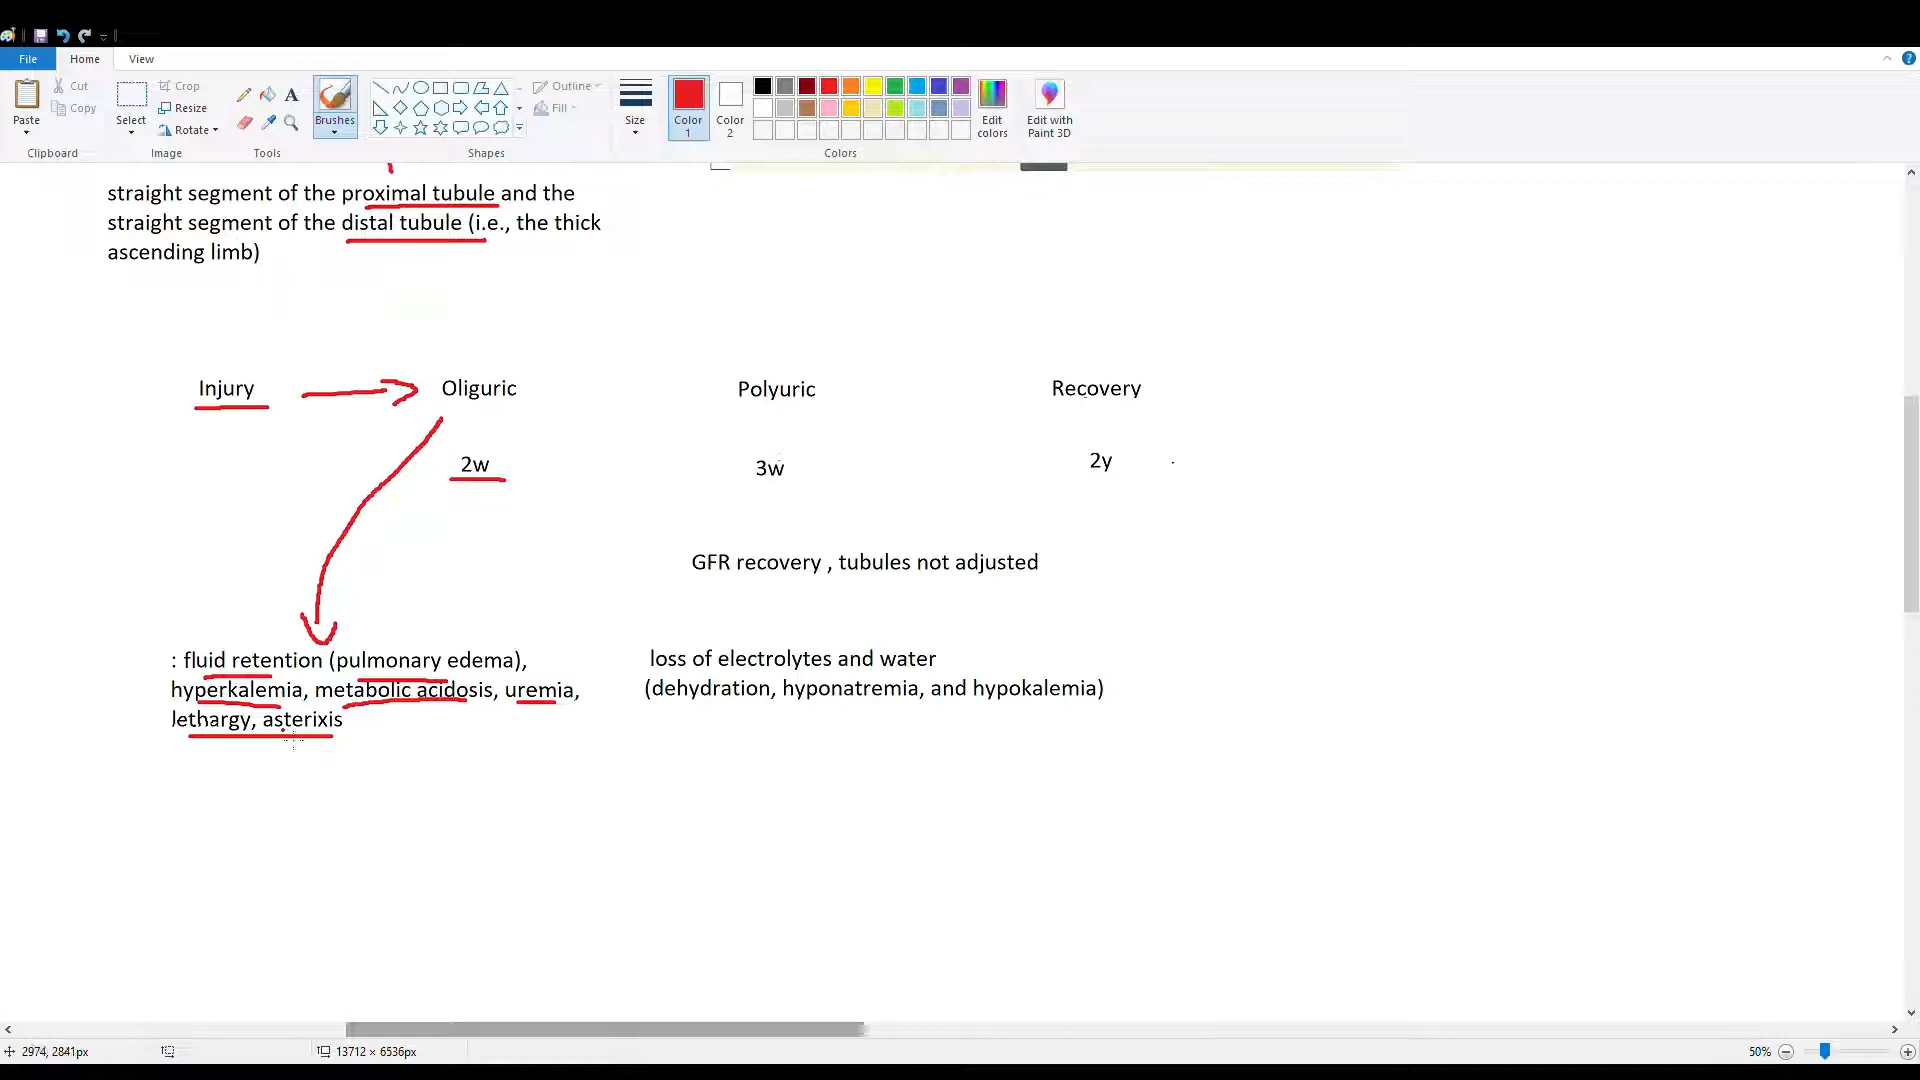 File Home View
Paste
Cut
Copy
Clipboard
Select
Crop
Resize
Rotate
Image
A
Tools
Brushes
Shapes
Outline
Fill
Size
Color 1
Color 2
Colors
Edit colors
Edit with Paint 3D
straight segment of the proximal tubule and the
straight segment of the distal tubule (i.e., the thick
ascending limb)
Injury Oliguric Polyuric Recovery
2w 3w 2y
GFR recovery , tubules not adjusted
: fluid retention (pulmonary edema),
hyperkalemia, metabolic acidosis, uremia,
lethargy, asterixis
loss of electrolytes and water
(dehydration, hyponatremia, and hypokalemia)
2974, 2841px 13712 × 6536px 50%